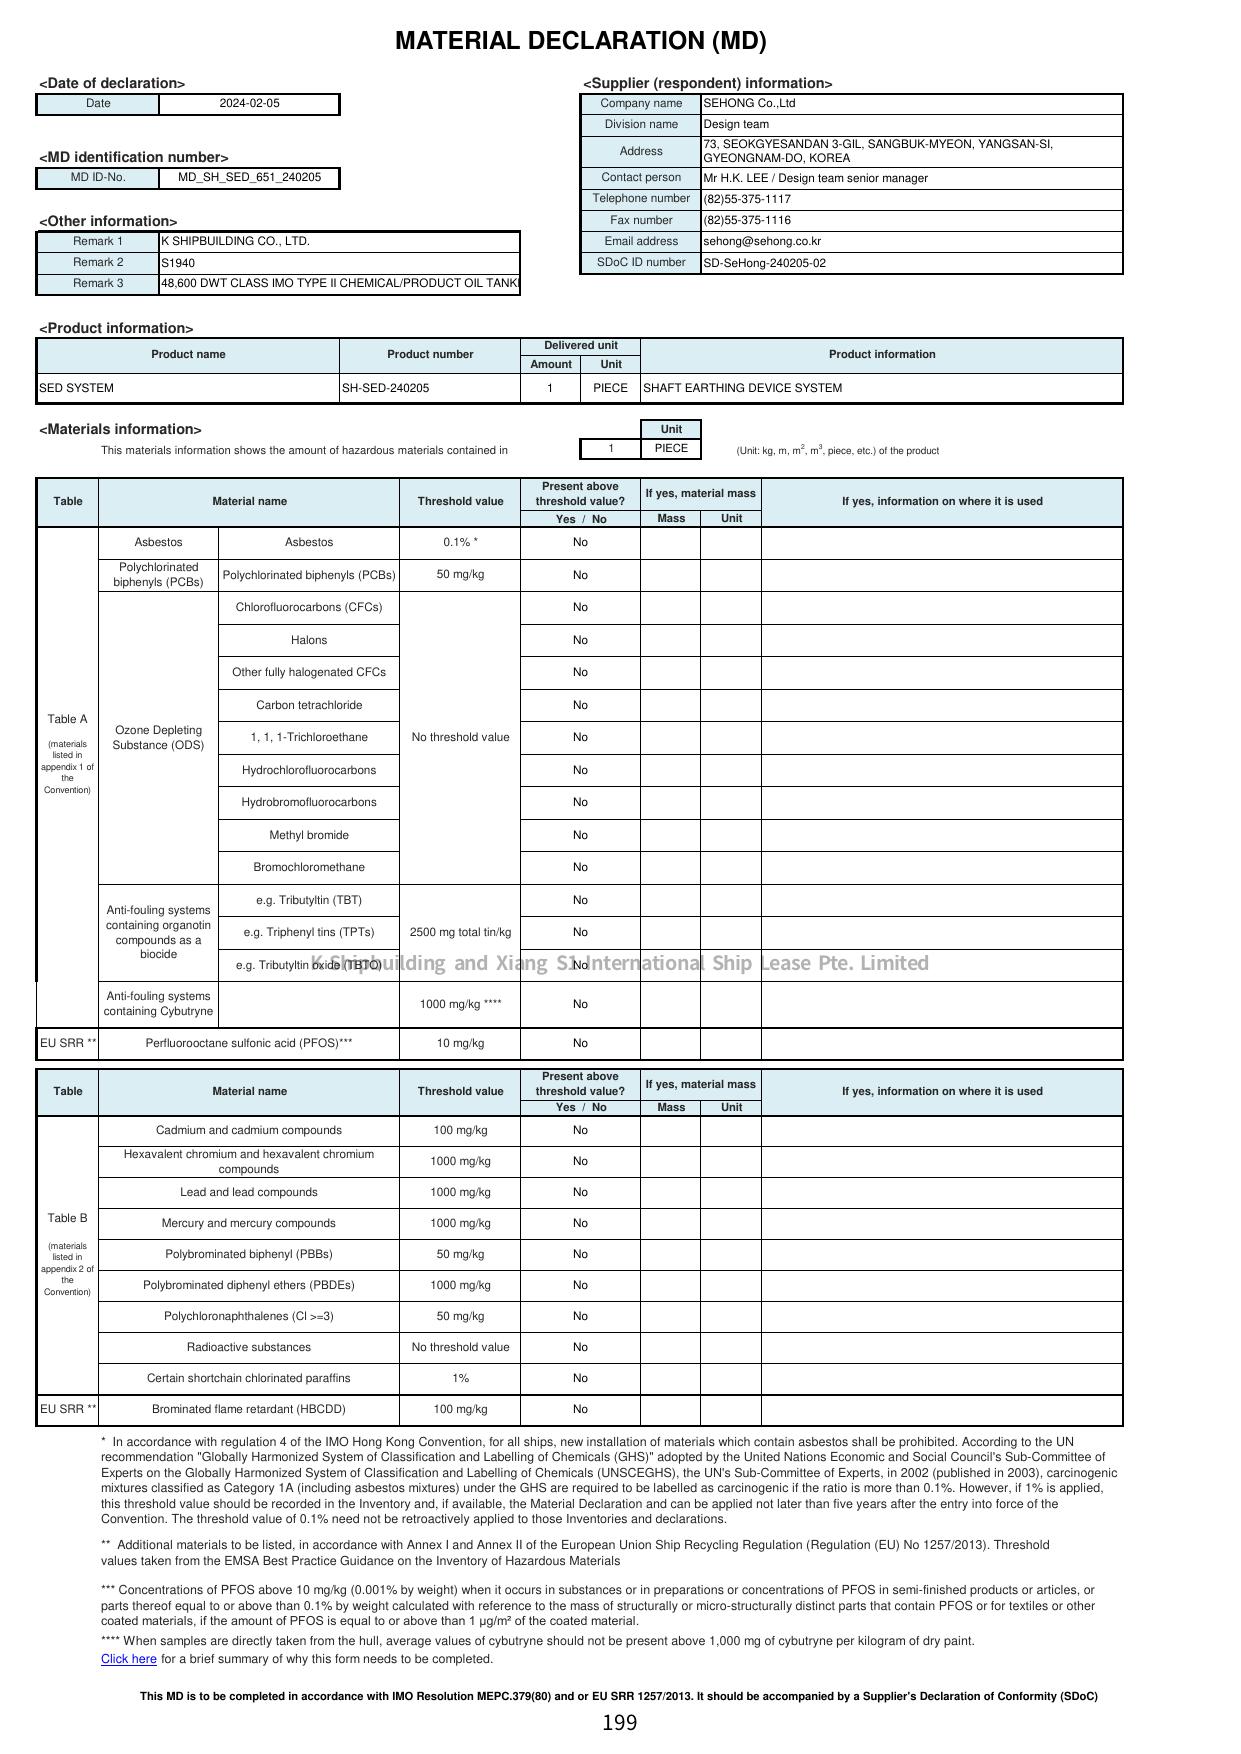 MATERIAL DECLARATION (MD)
<Date of declaration>
Date 2024-02-05
<MD identification number>
MD ID-No. MD_SH_SED_651_240205
<Other information>
Remark 1 K SHIPBUILDING CO., LTD.
Remark 2 S1940
Remark 3 48,600 DWT CLASS IMO TYPE II CHEMICAL/PRODUCT OIL TANK
<Supplier (respondent) information>
Company name SEHONG Co.,Ltd
Division name Design team
Address 73, SEOKGYESANDAN 3-GIL, SANGBUK-MYEON, YANGSAN-SI,
GYEONGNAM-DO, KOREA
Contact person Mr H.K. LEE / Design team senior manager
Telephone number (82)55-375-1117
Fax number (82)55-375-1116
Email address sehong@sehong.co.kr
SDoC ID number SD-SeHong-240205-02
<Product information>
Product name Product number Delivered unit Product information
Amount Unit
SED SYSTEM SH-SED-240205 1 PIECE SHAFT EARTHING DEVICE SYSTEM
<Materials information>
Unit
This materials information shows the amount of hazardous materials contained in 1 PIECE (Unit: kg, m, m², m³, piece, etc.) of the product
Table Material name Threshold value Present above threshold value? If yes, material mass If yes, information on where it is used
Yes / No Mass Unit
Table A
(materials
listed in
appendix 1 of
the
Convention)
Asbestos Asbestos 0.1% * No
Polychlorinated biphenyls (PCBs) Polychlorinated biphenyls (PCBs) 50 mg/kg No
Ozone Depleting
Substance (ODS)
Chlorofluorocarbons (CFCs) No
Halons No
Other fully halogenated CFCs No
Carbon tetrachloride No
1, 1, 1-Trichloroethane No threshold value No
Hydrochlorofluorocarbons No
Hydrobromofluorocarbons No
Methyl bromide No
Bromochloromethane No
Anti-fouling systems
containing organotin
compounds as a
biocide
e.g. Tributyltin (TBT) No
e.g. Triphenyl tins (TPTs) 2500 mg total tin/kg No
e.g. Tributyltin oxide (TBTO) No
K Shipbuilding and Xiang S1 International Ship Lease Pte. Limited
Anti-fouling systems
containing Cybutryne 1000 mg/kg **** No
EU SRR ** Perfluorooctane sulfonic acid (PFOS)*** 10 mg/kg No
Table Material name Threshold value Present above threshold value? If yes, material mass If yes, information on where it is used
Yes / No Mass Unit
Table B
(materials
listed in
appendix 2 of
the
Convention)
Cadmium and cadmium compounds 100 mg/kg No
Hexavalent chromium and hexavalent chromium
compounds 1000 mg/kg No
Lead and lead compounds 1000 mg/kg No
Mercury and mercury compounds 1000 mg/kg No
Polybrominated biphenyl (PBBs) 50 mg/kg No
Polybrominated diphenyl ethers (PBDEs) 1000 mg/kg No
Polychloronaphthalenes (Cl >=3) 50 mg/kg No
Radioactive substances No threshold value No
Certain shortchain chlorinated paraffins 1% No
EU SRR ** Brominated flame retardant (HBCDD) 100 mg/kg No
* In accordance with regulation 4 of the IMO Hong Kong Convention, for all ships, new installation of materials which contain asbestos shall be prohibited. According to the UN
recommendation "Globally Harmonized System of Classification and Labelling of Chemicals (GHS)" adopted by the United Nations Economic and Social Council's Sub-Committee of
Experts on the Globally Harmonized System of Classification and Labelling of Chemicals (UNSCEGHS), the UN's Sub-Committee of Experts, in 2002 (published in 2003), carcinogenic
mixtures classified as Category 1A (including asbestos mixtures) under the GHS are required to be labelled as carcinogenic if the ratio is more than 0.1%. However, if 1% is applied,
this threshold value should be recorded in the Inventory and, if available, the Material Declaration and can be applied not later than five years after the entry into force of the
Convention. The threshold value of 0.1% need not be retroactively applied to those Inventories and declarations.
** Additional materials to be listed, in accordance with Annex I and Annex II of the European Union Ship Recycling Regulation (Regulation (EU) No 1257/2013). Threshold
values taken from the EMSA Best Practice Guidance on the Inventory of Hazardous Materials
*** Concentrations of PFOS above 10 mg/kg (0.001% by weight) when it occurs in substances or in preparations or concentrations of PFOS in semi-finished products or articles, or
parts thereof equal to or above than 0.1% by weight calculated with reference to the mass of structurally or micro-structurally distinct parts that contain PFOS or for textiles or other
coated materials, if the amount of PFOS is equal to or above than 1 µg/m² of the coated material.
**** When samples are directly taken from the hull, average values of cybutryne should not be present above 1,000 mg of cybutryne per kilogram of dry paint.
Click here for a brief summary of why this form needs to be completed.
This MD is to be completed in accordance with IMO Resolution MEPC.379(80) and or EU SRR 1257/2013. It should be accompanied by a Supplier's Declaration of Conformity (SDoC)
199